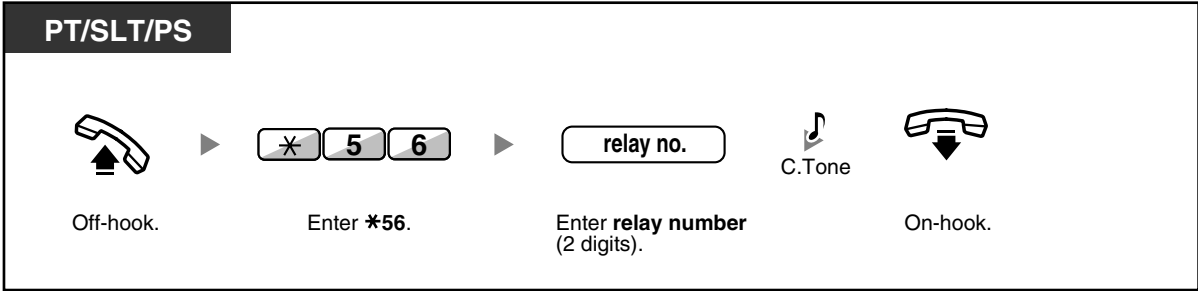 PT/SLT/PS
* 5 6
relay no.
C.Tone
Off-hook.
Enter *56.
Enter relay number
(2 digits).
On-hook.